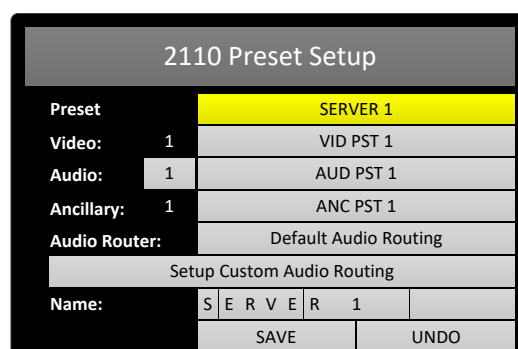 2110 Preset Setup
Preset SERVER 1
Video: 1 VID PST 1
Audio: 1 AUD PST 1
Ancillary: 1 ANC PST 1
Audio Router: Default Audio Routing
Setup Custom Audio Routing
Name: S E R V E R 1
SAVE UNDO